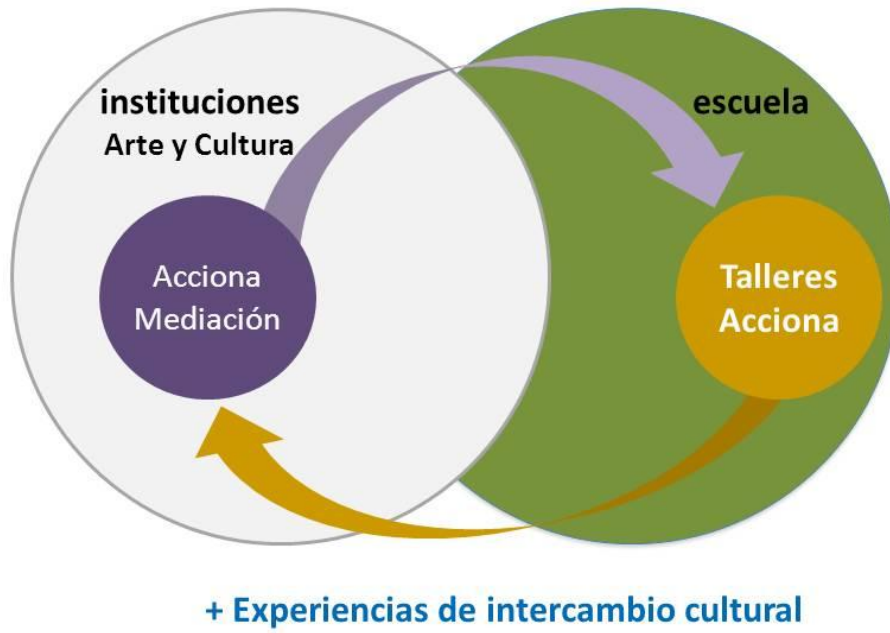 instituciones
Arte y Cultura
escuela
Acciona
Mediación
Talleres
Acciona
+ Experiencias de intercambio cultural